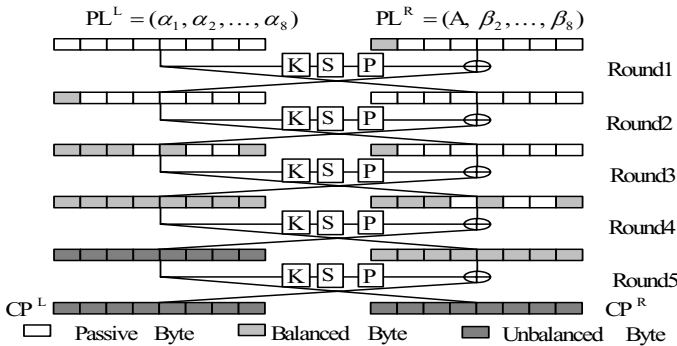 PL^L = (α₁, α₂, …, α₈) PL^R = (A, β₂, …, β₈)
K S P Round1
K S P Round2
K S P Round3
K S P Round4
K S P Round5
CP^L CP^R
Passive Byte Balanced Byte Unbalanced Byte